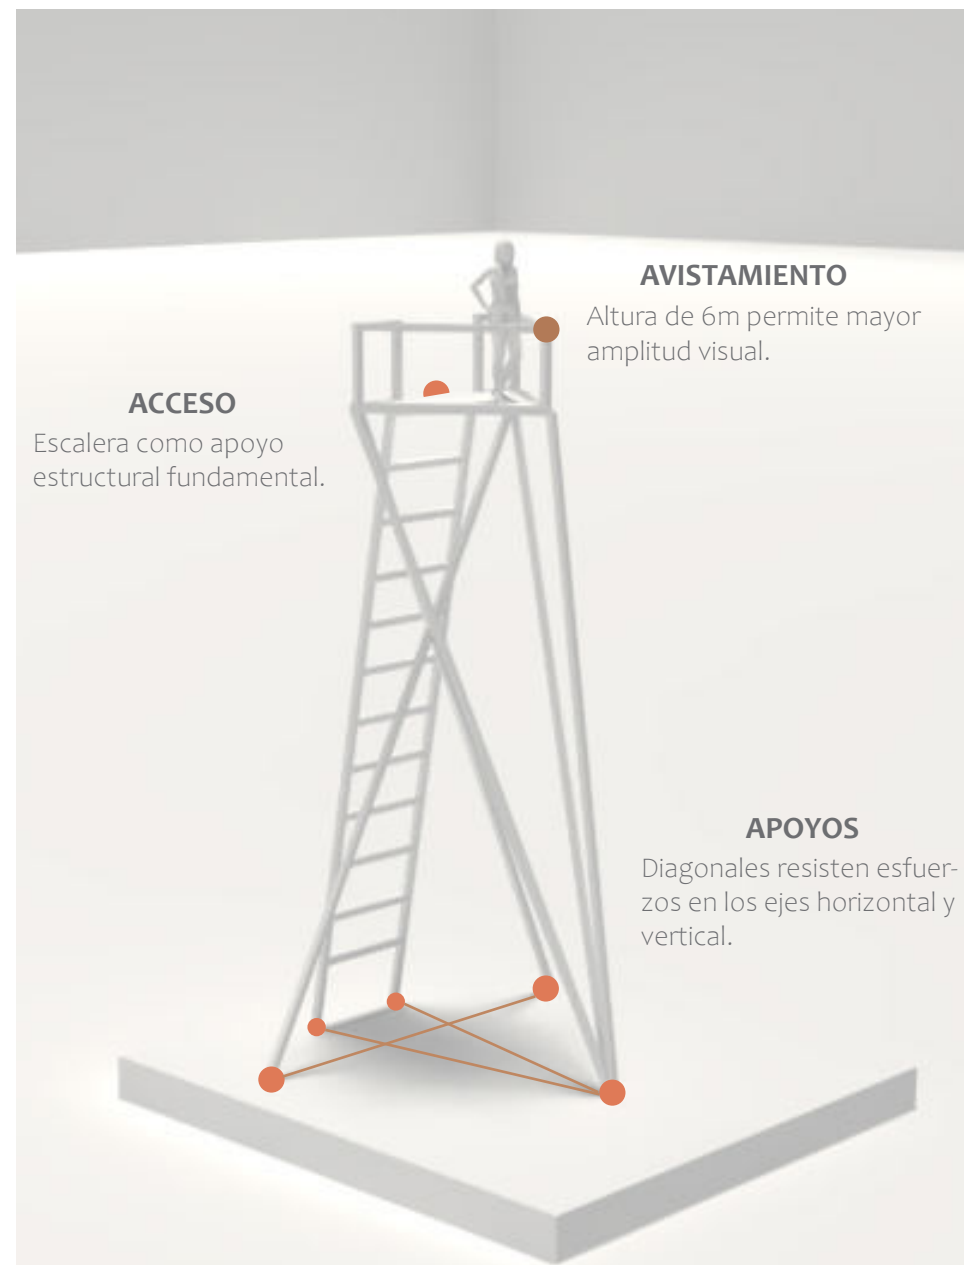 AVISTAMIENTO
Altura de 6m permite mayor
amplitud visual.
ACCESO
Escalera como apoyo
estructural fundamental.
APOYOS
Diagonales resisten esfuer-
zos en los ejes horizontal y
vertical.